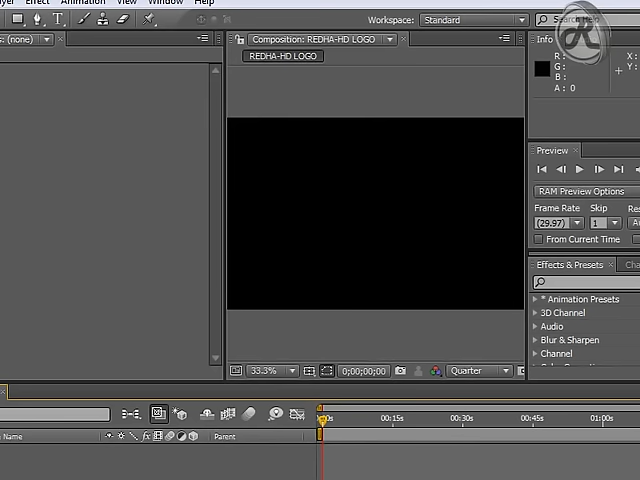 Effect Animation View Window Help
T
Workspace: Standard Search Help
(none) Composition: REDHA-HD LOGO Info
REDHA-HD LOGO R: X:
G: Y:
B:
A: 0
Preview
RAM Preview Options
Frame Rate Skip
(29.97) 1
From Current Time
Effects & Presets
* Animation Presets
3D Channel
Audio
Blur & Sharpen
Channel
33.3% 0;00;00;00 Quarter
00:15s 00:30s 00:45s 01:00s
Name fx Parent